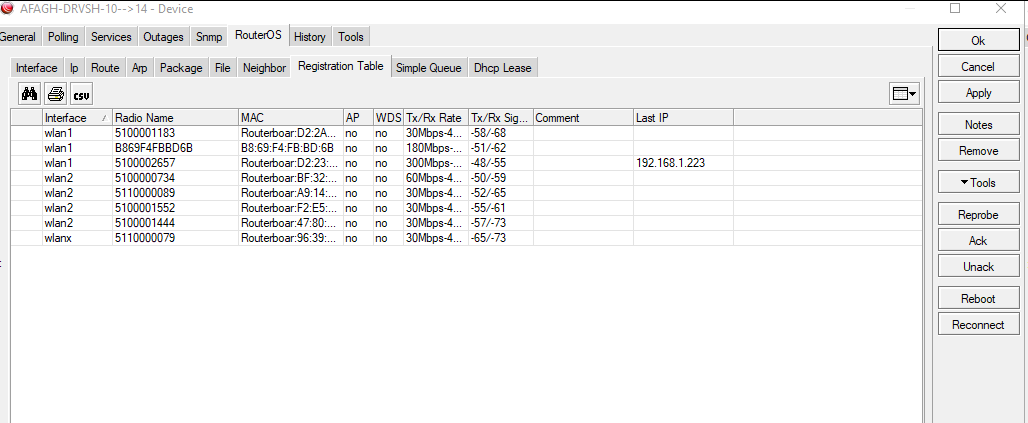 AFAGH-DRVSH-10-->14 - Device
General Polling Services Outages Snmp RouterOS History Tools
Interface Ip Route Arp Package File Neighbor Registration Table Simple Queue Dhcp Lease
CSV
Interface Radio Name MAC AP WDS Tx/Rx Rate Tx/Rx Sig... Comment Last IP
wlan1 5100001183 Routerboar:D2:2A... no no 30Mbps-4... -58/-68
wlan1 B869F4FBBD6B B8:69:F4:FB:BD:6B no no 180Mbps-... -51/-62
wlan1 5100002657 Routerboar:D2:23:... no no 300Mbps-... -48/-55 192.168.1.223
wlan2 5100000734 Routerboar:BF:32:... no no 60Mbps-4... -50/-59
wlan2 5110000089 Routerboar:A9:14:... no no 30Mbps-4... -52/-65
wlan2 5100001552 Routerboar:F2:E5:... no no 30Mbps-4... -55/-61
wlan2 5100001444 Routerboar:47:80:... no no 30Mbps-4... -57/-73
wlanx 5110000079 Routerboar:96:39:... no no 30Mbps-4... -65/-73
Ok
Cancel
Apply
Notes
Remove
Tools
Reprobe
Ack
Unack
Reboot
Reconnect